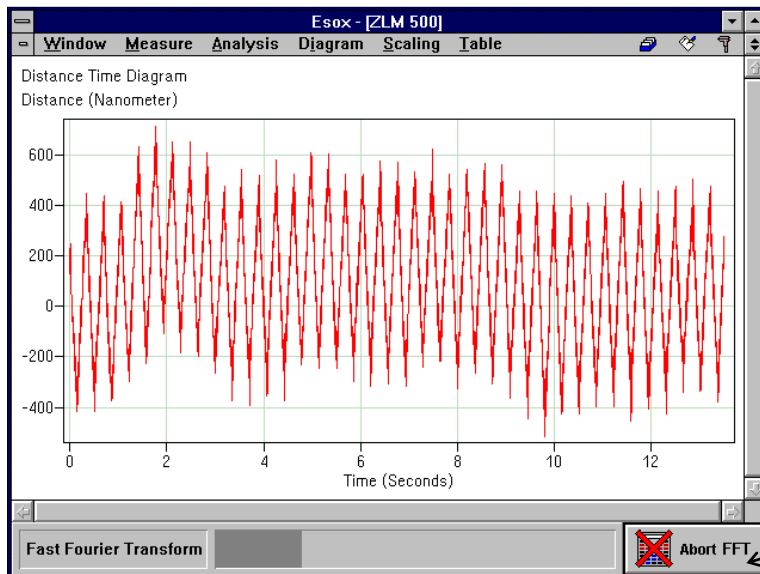 Esox - [ZLM 500]
Window Measure Analysis Diagram Scaling Table
Distance Time Diagram
Distance (Nanometer)
600
400
200
0
-200
-400
0 2 4 6 8 10 12
Time (Seconds)
Fast Fourier Transform
Abort FFT